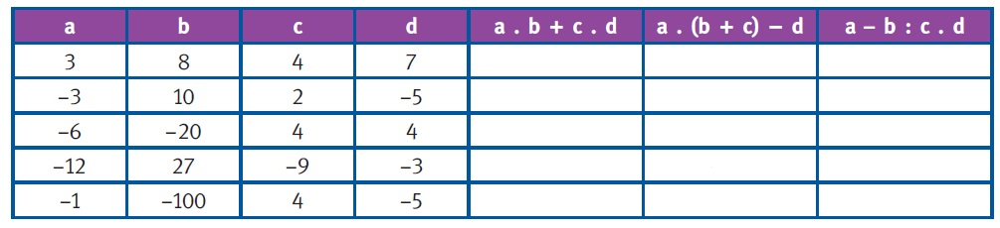 a b c d a . b + c . d a . (b + c) – d a – b : c . d
3 8 4 7
–3 10 2 –5
–6 –20 4 4
–12 27 –9 –3
–1 –100 4 –5